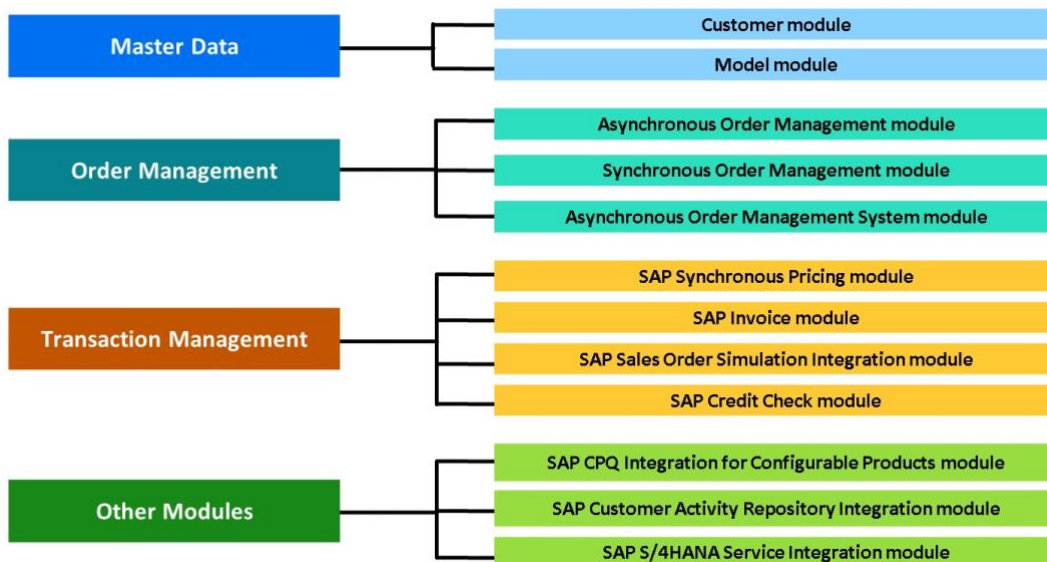 Master Data
Customer module
Model module
Order Management
Asynchronous Order Management module
Synchronous Order Management module
Asynchronous Order Management System module
Transaction Management
SAP Synchronous Pricing module
SAP Invoice module
SAP Sales Order Simulation Integration module
SAP Credit Check module
Other Modules
SAP CPQ Integration for Configurable Products module
SAP Customer Activity Repository Integration module
SAP S/4HANA Service Integration module